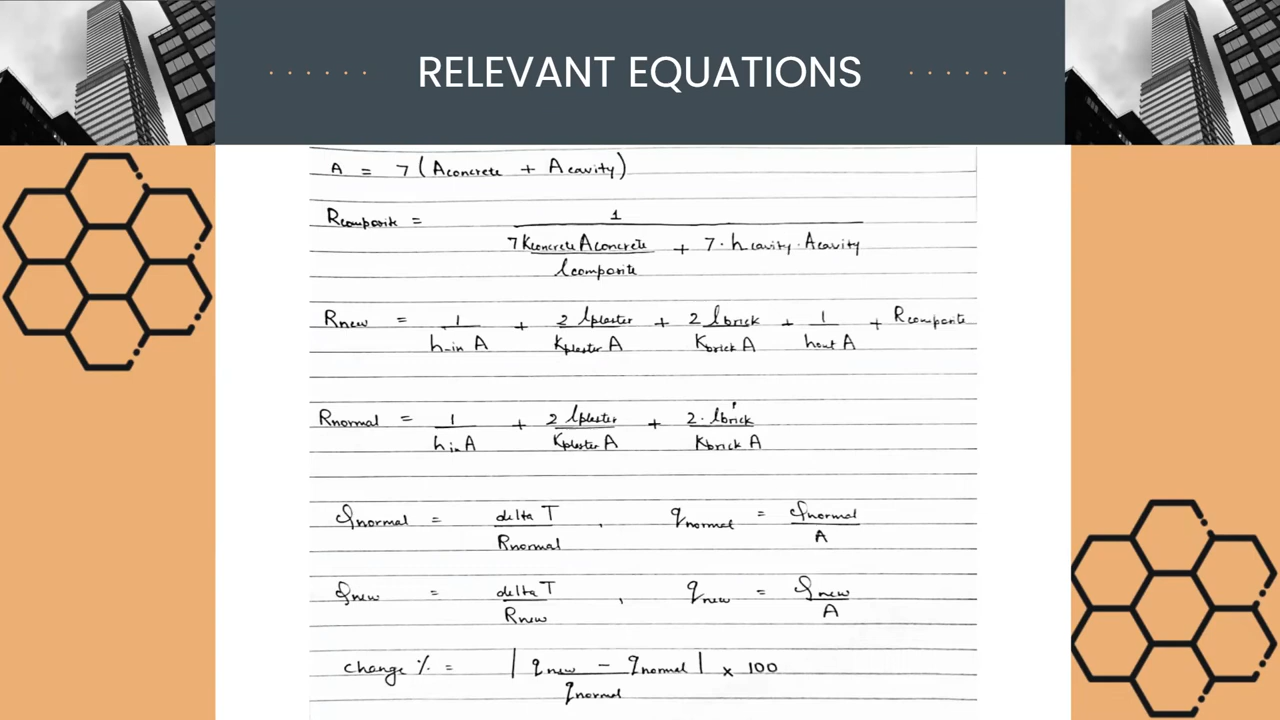 RELEVANT EQUATIONS
A = 7 (Aconcrete + Acavity)
Rcomposite = 1 / (7 Kconcrete Aconcrete / lcomposite + 7 · hcavity · Acavity)
Rnew = 1 / (h-in A) + 2 lplaster / (Kplaster A) + 2 lbrick / (Kbrick A) + 1 / (hout A) + Rcomposite
Rnormal = 1 / (hin A) + 2 lplaster / (Kplaster A) + 2 · lbrick / (Kbrick A)
Qnormal = delta T / Rnormal , qnormal = Qnormal / A
Qnew = delta T / Rnew , qnew = Qnew / A
change % = | qnew - qnormal | / qnormal x 100